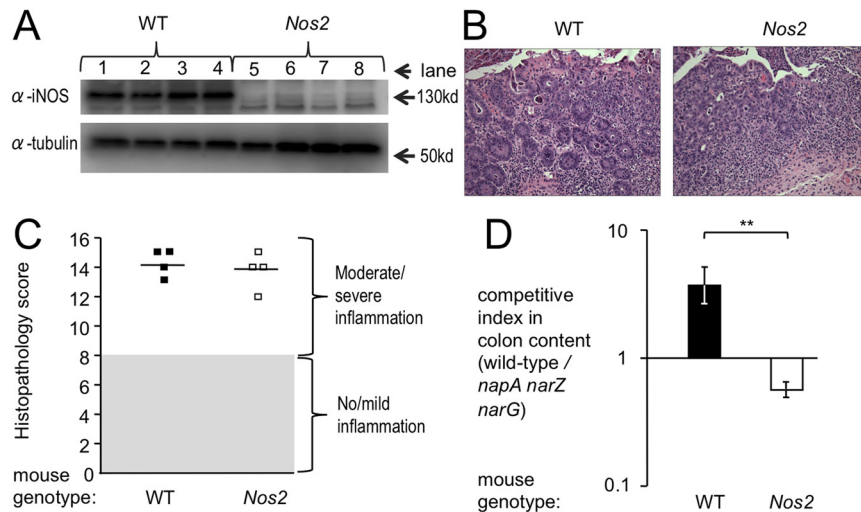 A
WT
Nos2
1 2 3 4 5 6 7 8
lane
α-iNOS
130kd
α-tubulin
50kd
B
WT
Nos2
C
Histopathology score
16
14
12
10
8
6
4
2
0
Moderate/
severe
inflammation
No/mild
inflammation
mouse
genotype:
WT
Nos2
D
10
1
0.1
**
competitive
index in
colon content
(wild-type /
napA narZ
narG)
mouse
genotype:
WT
Nos2